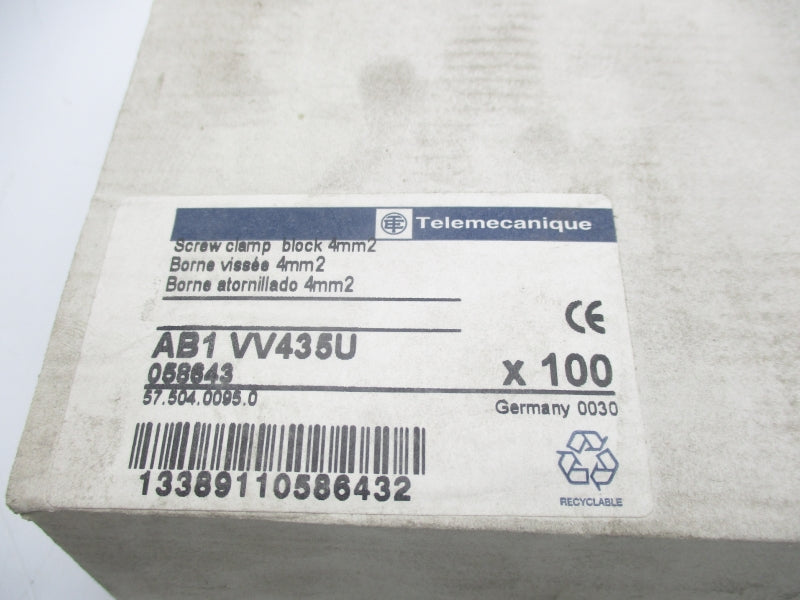 Telemecanique
Screw clamp block 4mm2
Borne vissée 4mm2
Borne atornillado 4mm2
CE
AB1 VV435U
058643
x 100
57.504.0095.0
Germany 0030
13389110586432
RECYCLABLE